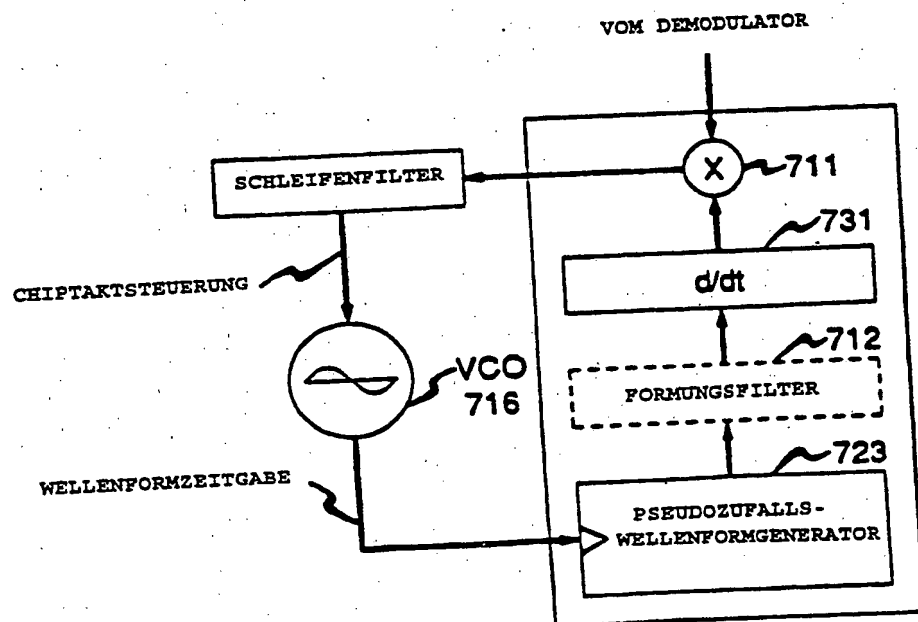 VOM DEMODULATOR
X
711
SCHLEIFENFILTER
731
d/dt
CHIPTAKTSTEUERUNG
712
VCO
716
FORMUNGSFILTER
723
WELLENFORMZEITGABE
PSEUDOZUFALLS-
WELLENFORMGENERATOR